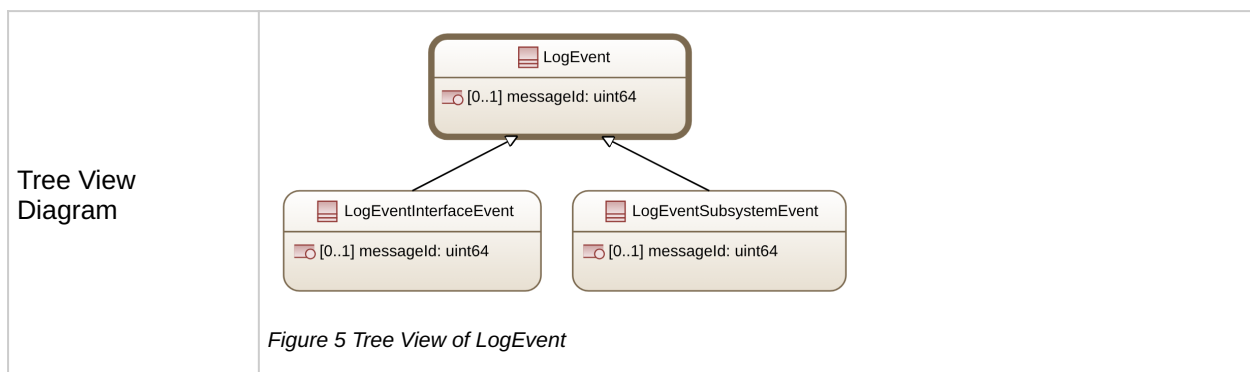 LogEvent
[0..1] messageId: uint64
Tree View
Diagram
LogEventInterfaceEvent
LogEventSubsystemEvent
[0..1] messageId: uint64
[0..1] messageId: uint64
Figure 5 Tree View of LogEvent